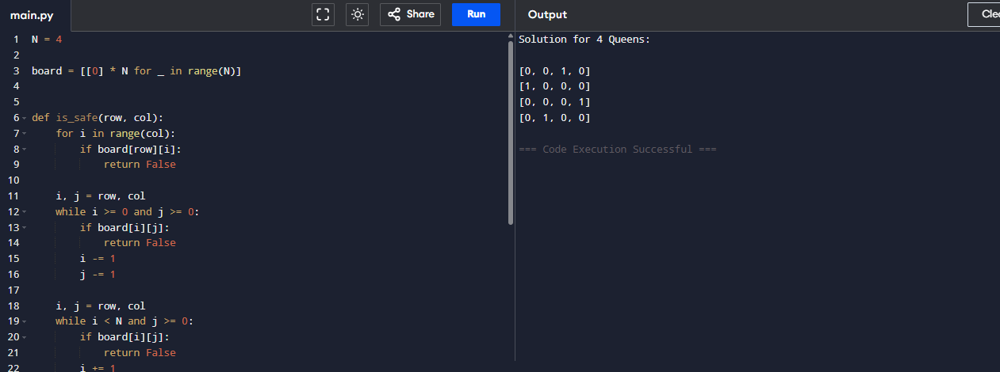 main.py Share Run Output
1 N = 4
2
3 board = [[0] * N for _ in range(N)]
4
5
6 def is_safe(row, col):
7     for i in range(col):
8         if board[row][i]:
9             return False
10
11     i, j = row, col
12     while i >= 0 and j >= 0:
13         if board[i][j]:
14             return False
15         i -= 1
16         j -= 1
17
18     i, j = row, col
19     while i < N and j >= 0:
20         if board[i][j]:
21             return False
22         i += 1
Solution for 4 Queens:
[0, 0, 1, 0]
[1, 0, 0, 0]
[0, 0, 0, 1]
[0, 1, 0, 0]
=== Code Execution Successful ===